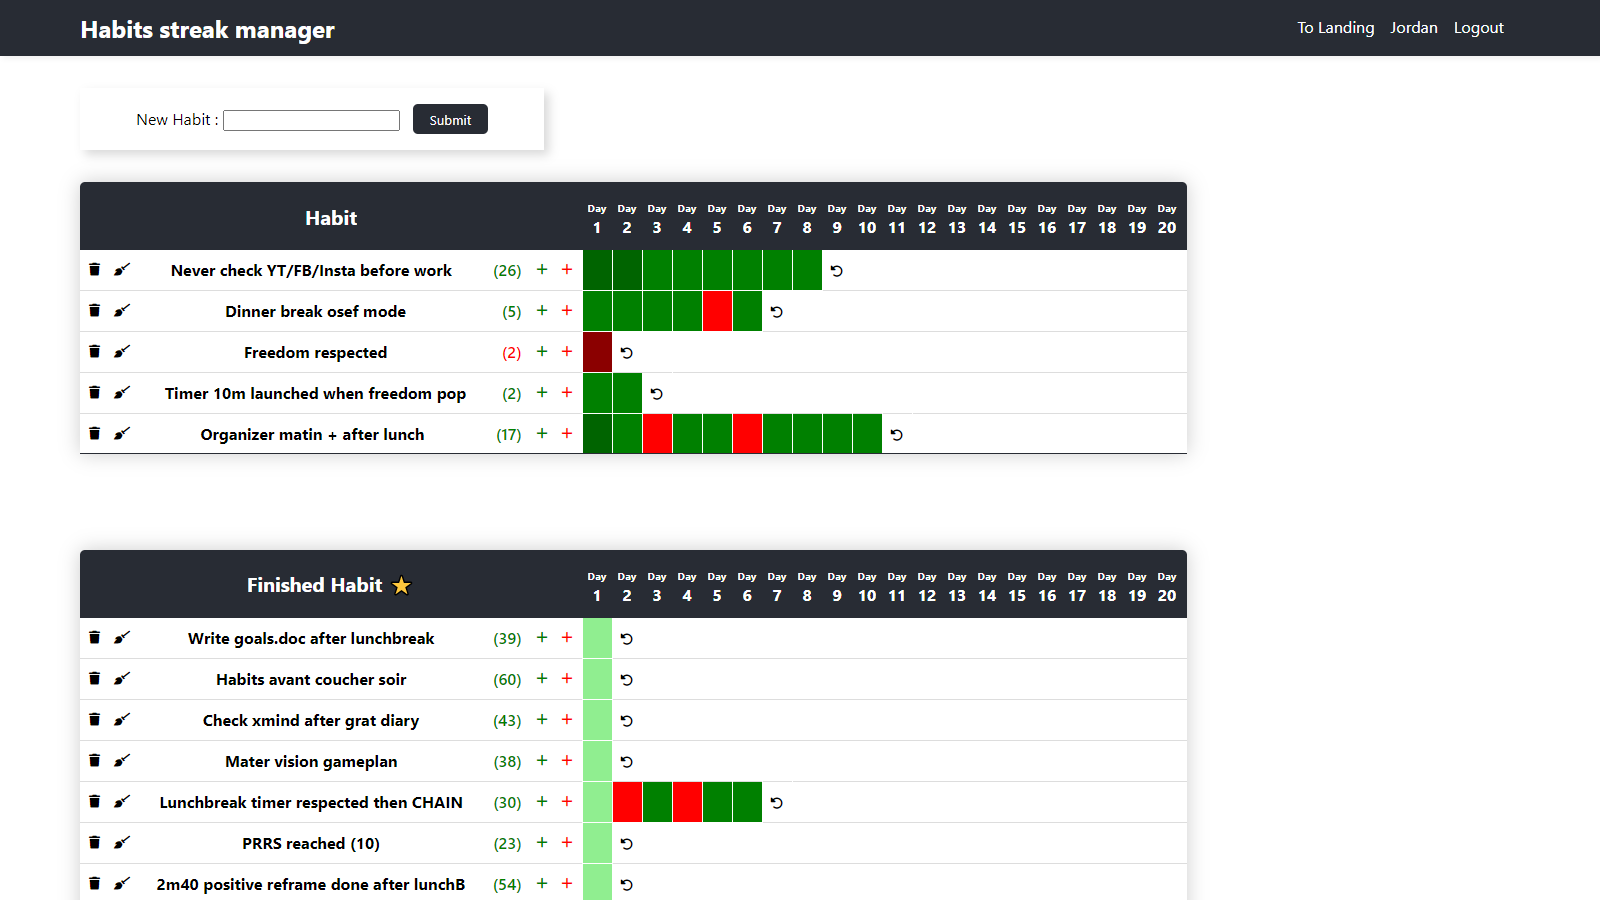 Habits streak manager
To Landing Jordan Logout
New Habit : Submit
Habit Day 1 Day 2 Day 3 Day 4 Day 5 Day 6 Day 7 Day 8 Day 9 Day 10 Day 11 Day 12 Day 13 Day 14 Day 15 Day 16 Day 17 Day 18 Day 19 Day 20
Never check YT/FB/Insta before work (26) + +
Dinner break osef mode (5) + +
Freedom respected (2) + +
Timer 10m launched when freedom pop (2) + +
Organizer matin + after lunch (17) + +
Finished Habit Day 1 Day 2 Day 3 Day 4 Day 5 Day 6 Day 7 Day 8 Day 9 Day 10 Day 11 Day 12 Day 13 Day 14 Day 15 Day 16 Day 17 Day 18 Day 19 Day 20
Write goals.doc after lunchbreak (39) + +
Habits avant coucher soir (60) + +
Check xmind after grat diary (43) + +
Mater vision gameplan (38) + +
Lunchbreak timer respected then CHAIN (30) + +
PRRS reached (10) (23) + +
2m40 positive reframe done after lunchB (54) + +